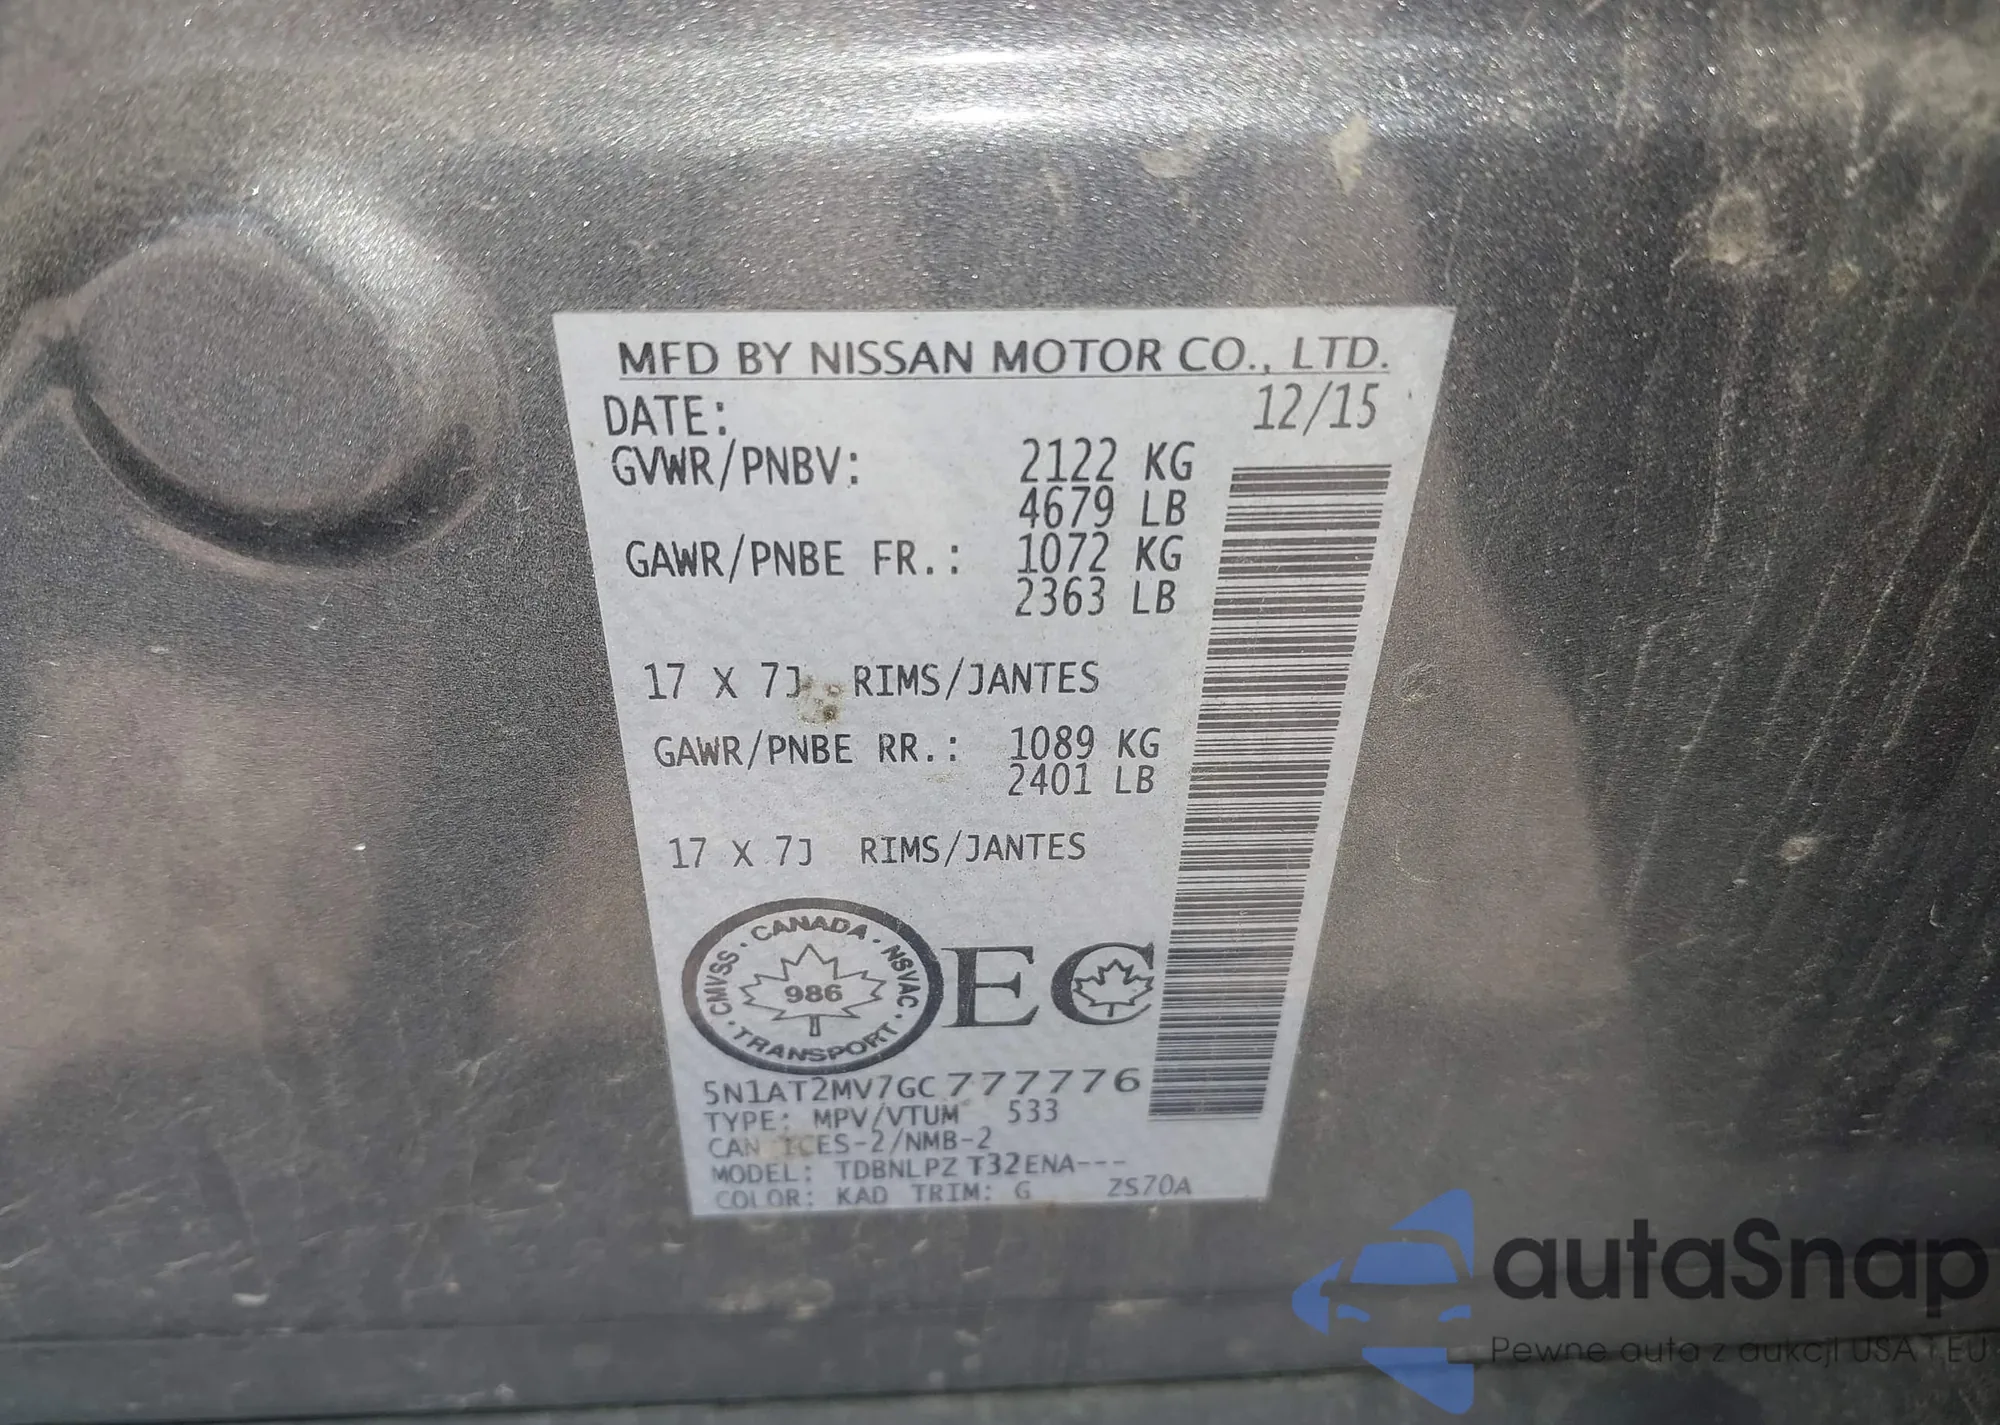 MFD BY NISSAN MOTOR CO., LTD.
DATE: 12/15
GVWR/PNBV: 2122 KG
4679 LB
GAWR/PNBE FR.: 1072 KG
2363 LB
17 X 7J RIMS/JANTES
GAWR/PNBE RR.: 1089 KG
2401 LB
17 X 7J RIMS/JANTES
CANADA · NSVAC · TRANSPORT · CMVSS ·
986
EC
5N1AT2MV7GC777776
TYPE: MPV/VTUM 533
CAN ICES-2/NMB-2
MODEL: TDBNLPZ T32ENA---
COLOR: KAD TRIM: G ZS70A
autaSnap
Pewne auta z aukcji USA i EU